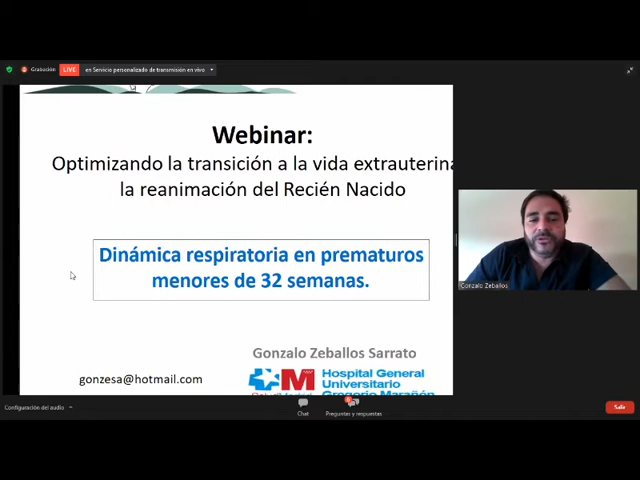 Grabación
LIVE
en Servicio personalizado de transmisión en vivo
Webinar:
Optimizando la transición a la vida extrauterina
la reanimación del Recién Nacido
Dinámica respiratoria en prematuros
menores de 32 semanas.
Gonzalo Zeballos
Gonzalo Zeballos Sarrato
gonzesa@hotmail.com
M
Hospital General
Universitario
Gregorio Marañón
Configuración del audio
Chat
Preguntas y respuestas
Salir